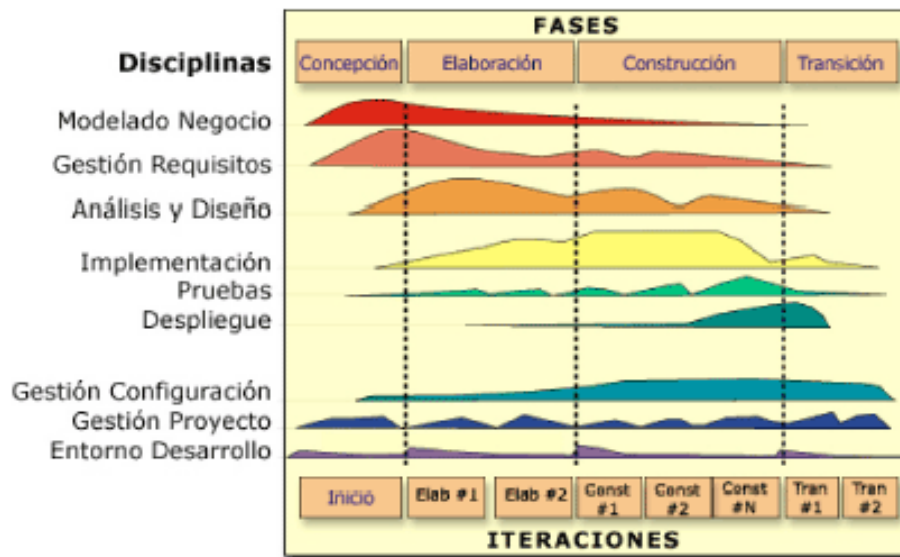 FASES
Disciplinas
Concepción Elaboración Construcción Transición
Modelado Negocio
Gestión Requisitos
Análisis y Diseño
Implementación
Pruebas
Despliegue
Gestión Configuración
Gestión Proyecto
Entorno Desarrollo
Inicio Elab #1 Elab #2 Const #1 Const #2 Const #N Tran #1 Tran #2
ITERACIONES